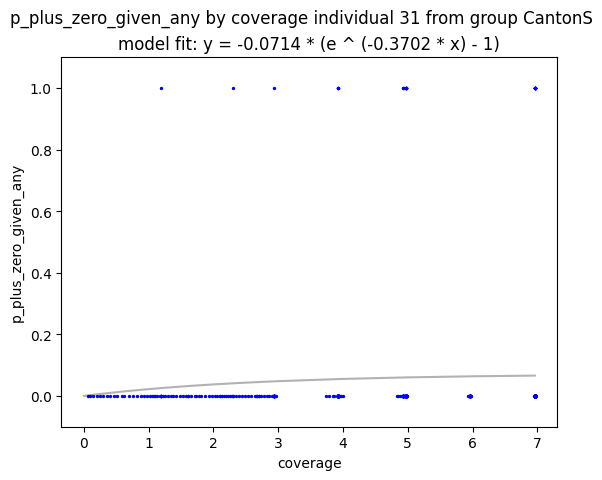 p_plus_zero_given_any by coverage individual 31 from group CantonS
model fit: y = -0.0714 * (e ^ (-0.3702 * x) - 1)
p_plus_zero_given_any
1.0
0.8
0.6
0.4
0.2
0.0
0 1 2 3 4 5 6 7
coverage